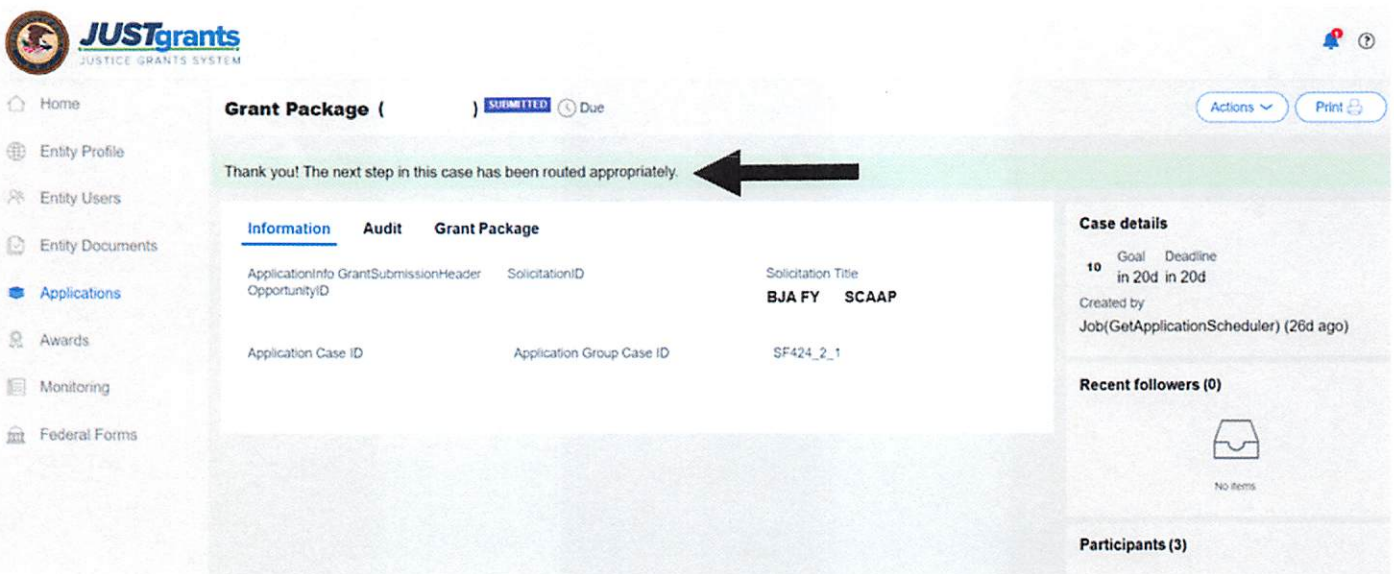 JUSTgrants
JUSTICE GRANTS SYSTEM
Home
Entity Profile
Entity Users
Entity Documents
Applications
Awards
Monitoring
Federal Forms
Grant Package ( ) SUBMITTED Due
Actions
Print
Thank you! The next step in this case has been routed appropriately.
Information Audit Grant Package
ApplicationInfo GrantSubmissionHeader
OpportunityID
SolicitationID
Solicitation Title
BJA FY SCAAP
Application Case ID
Application Group Case ID
SF424_2_1
Case details
10
Goal Deadline
in 20d in 20d
Created by
Job(GetApplicationScheduler) (26d ago)
Recent followers (0)
No items
Participants (3)